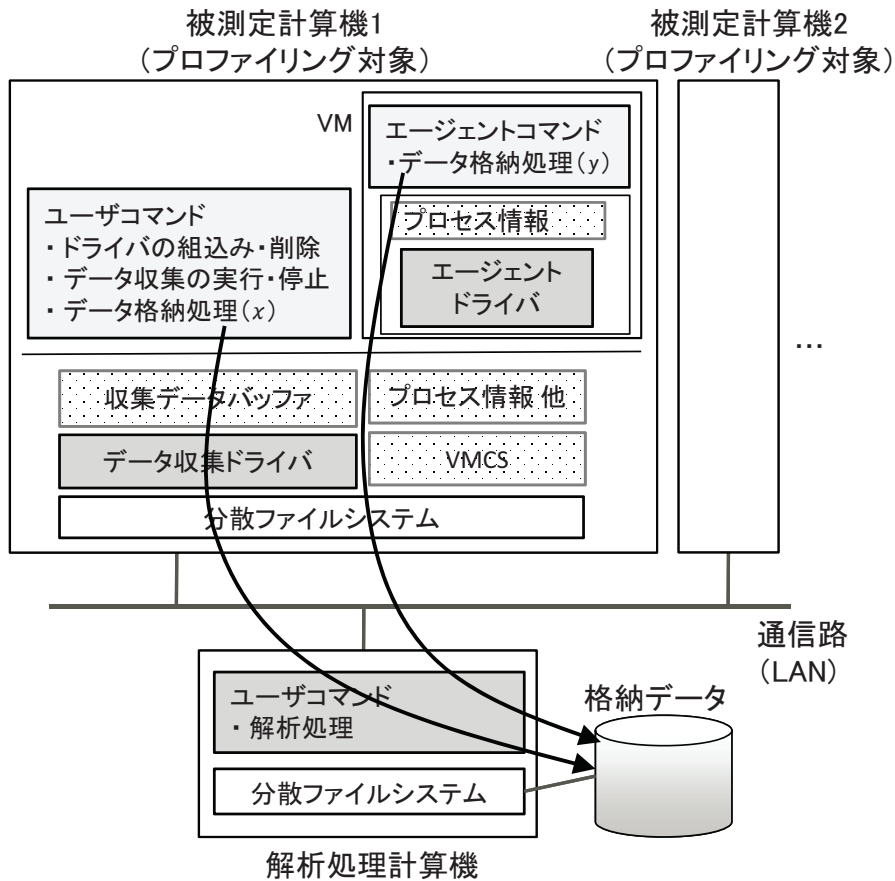 被測定計算機1
(プロファイリング対象)
被測定計算機2
(プロファイリング対象)
VM
エージェントコマンド
・データ格納処理(y)
プロセス情報
エージェント
ドライバ
ユーザコマンド
・ドライバの組込み・削除
・データ収集の実行・停止
・データ格納処理(x)
…
収集データバッファ
プロセス情報 他
データ収集ドライバ
VMCS
分散ファイルシステム
通信路
(LAN)
ユーザコマンド
・解析処理
分散ファイルシステム
格納データ
解析処理計算機